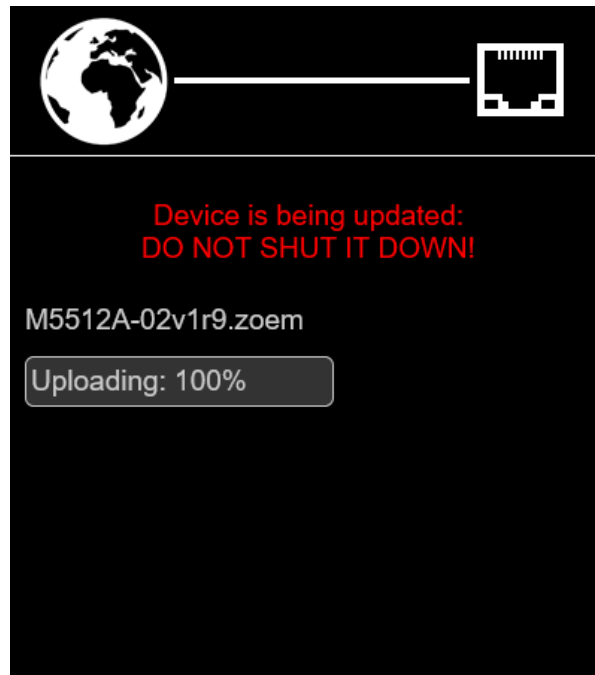 Device is being updated:
DO NOT SHUT IT DOWN!
M5512A-02v1r9.zoem
Uploading: 100%